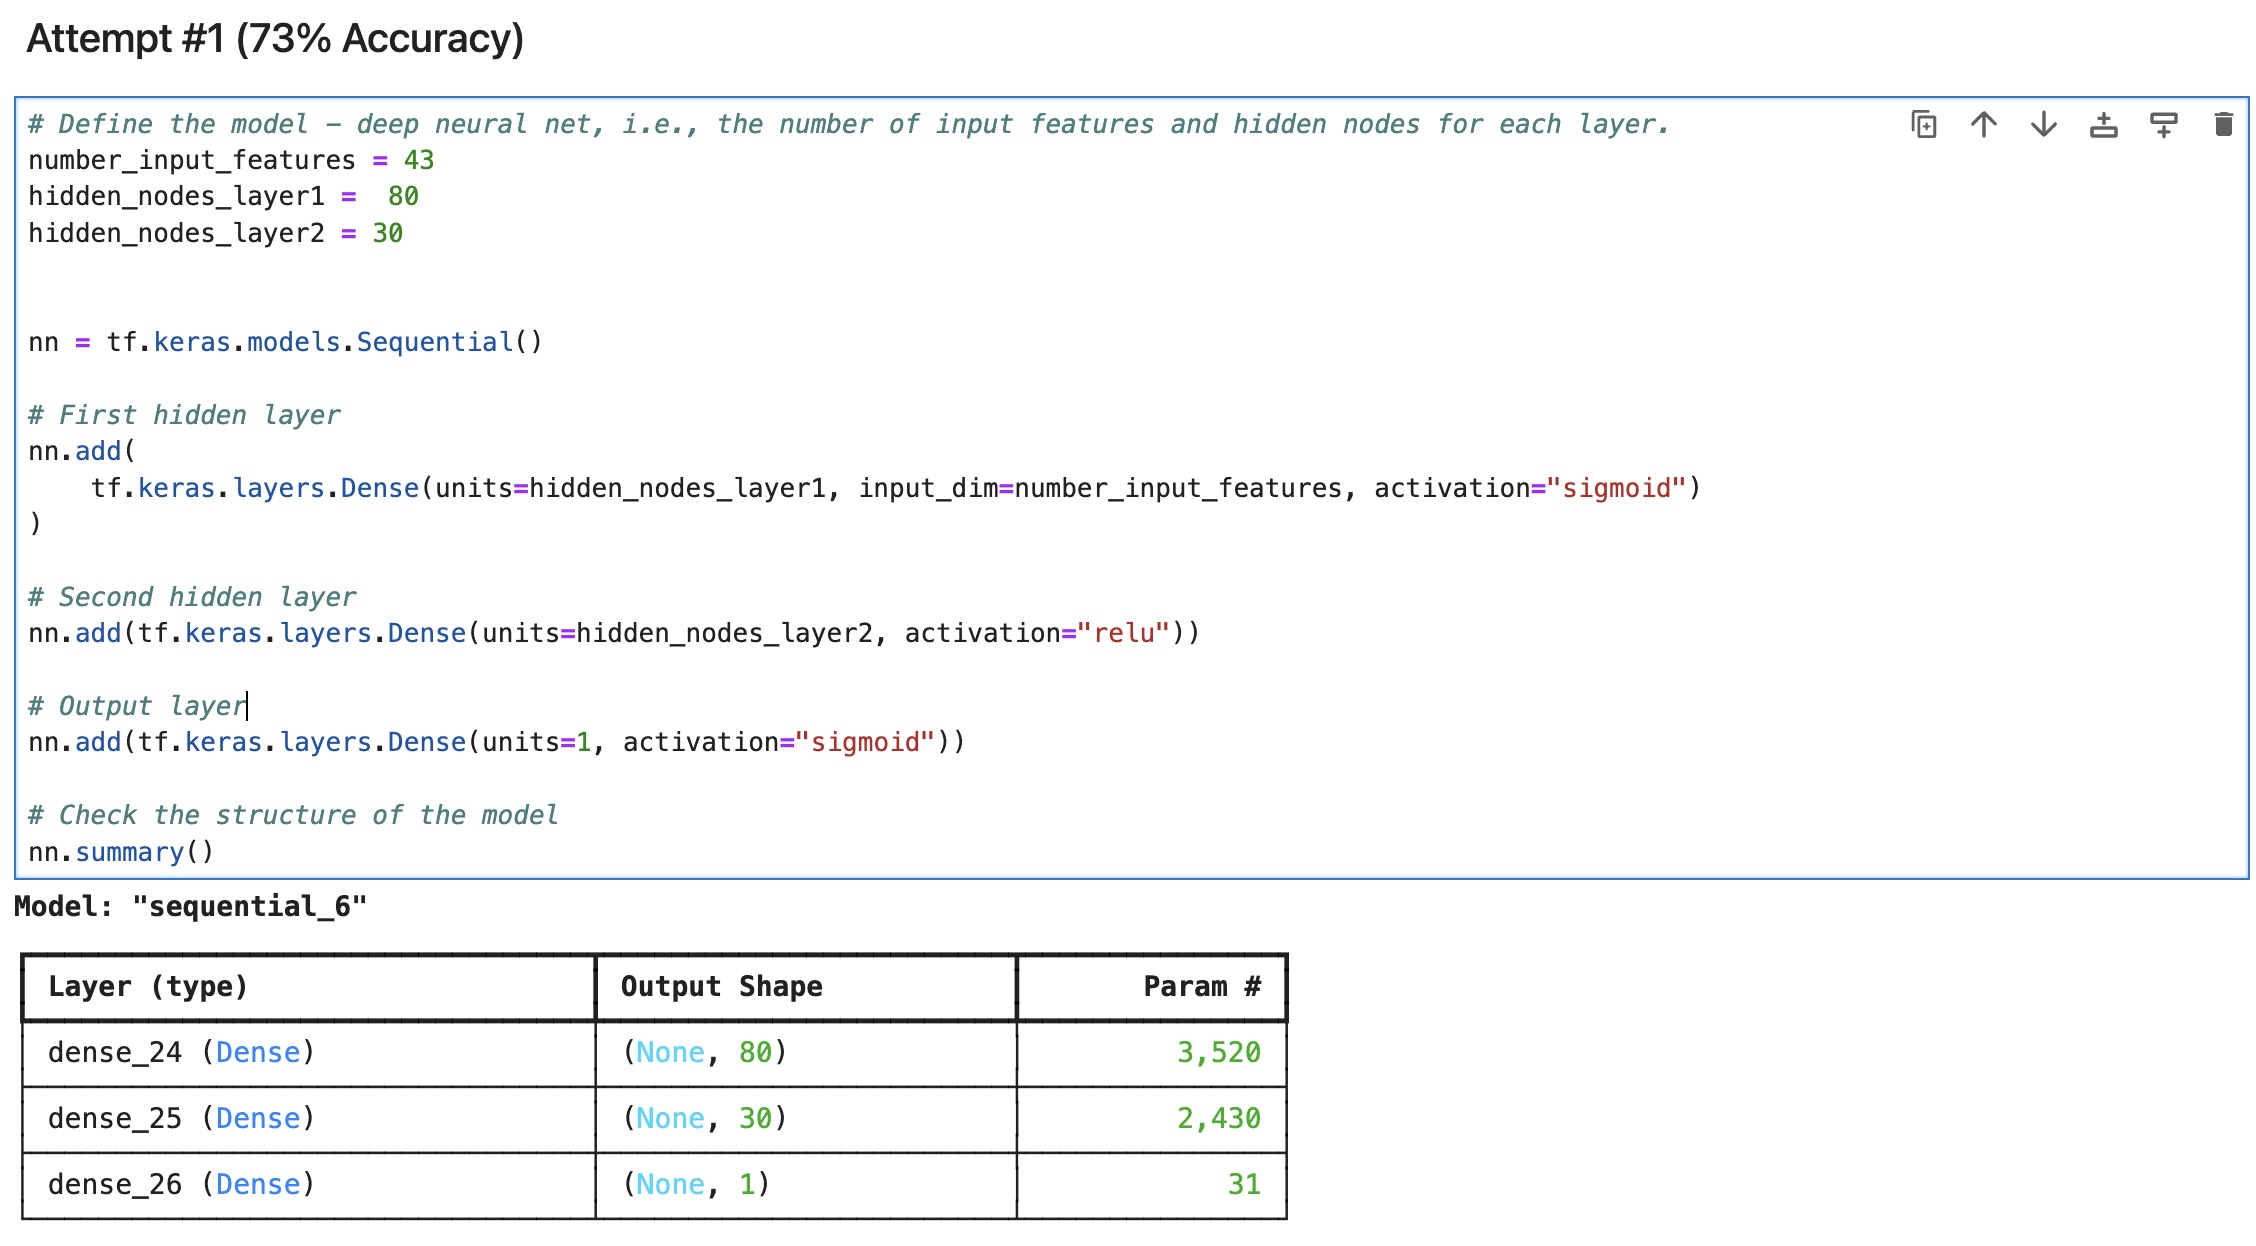 Attempt #1 (73% Accuracy)
# Define the model – deep neural net, i.e., the number of input features and hidden nodes for each layer.
number_input_features = 43
hidden_nodes_layer1 =  80
hidden_nodes_layer2 = 30
nn = tf.keras.models.Sequential()
# First hidden layer
nn.add(
    tf.keras.layers.Dense(units=hidden_nodes_layer1, input_dim=number_input_features, activation="sigmoid")
)
# Second hidden layer
nn.add(tf.keras.layers.Dense(units=hidden_nodes_layer2, activation="relu"))
# Output layer
nn.add(tf.keras.layers.Dense(units=1, activation="sigmoid"))
# Check the structure of the model
nn.summary()
Model: "sequential_6"
Layer (type) Output Shape Param #
dense_24 (Dense) (None, 80) 3,520
dense_25 (Dense) (None, 30) 2,430
dense_26 (Dense) (None, 1) 31